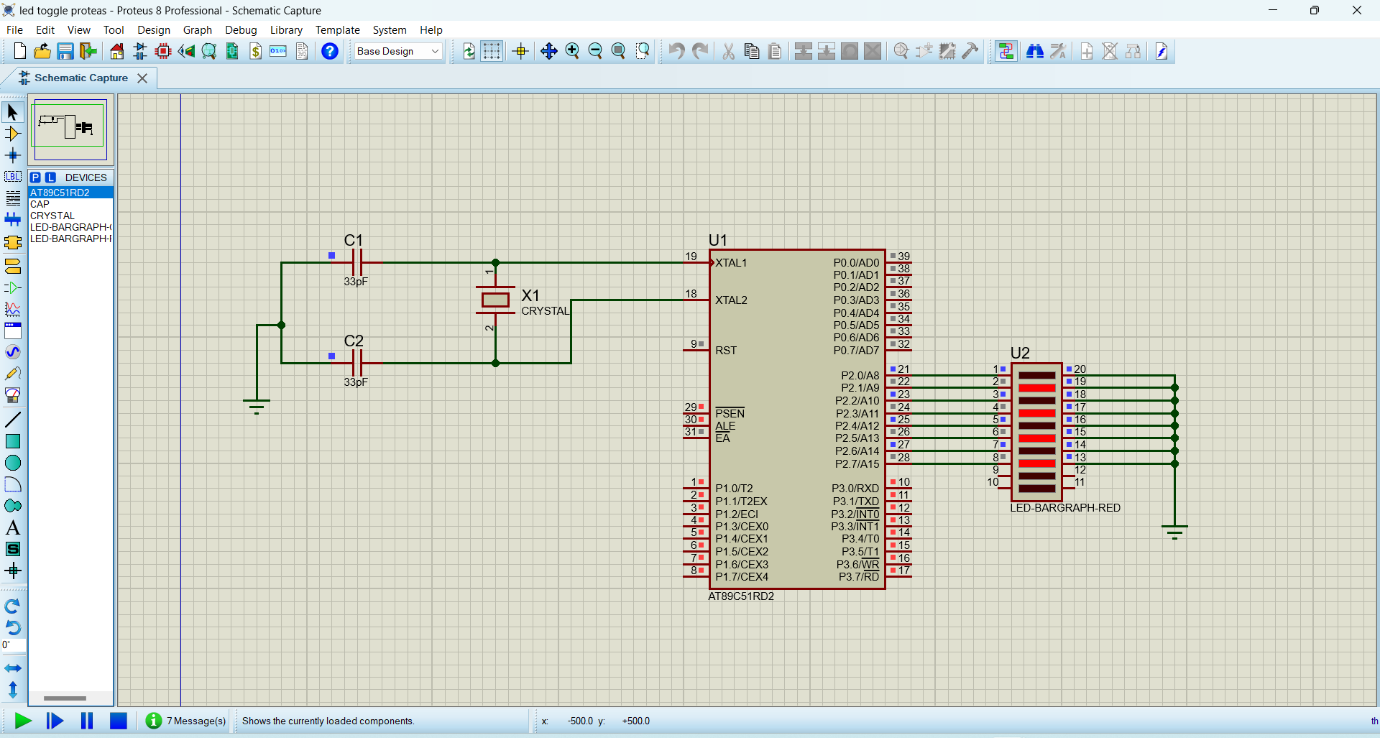 led toggle proteas - Proteus 8 Professional - Schematic Capture
File Edit View Tool Design Graph Debug Library Template System Help
Base Design
Schematic Capture
P L DEVICES
AT89C51RD2
CAP
CRYSTAL
LED-BARGRAPH-
LED-BARGRAPH-
LBL
A
S
0°
C1
33pF
C2
33pF
1
X1
CRYSTAL
2
U1
19 XTAL1
18 XTAL2
9 RST
29 PSEN
30 ALE
31 EA
1 P1.0/T2
2 P1.1/T2EX
3 P1.2/ECI
4 P1.3/CEX0
5 P1.4/CEX1
6 P1.5/CEX2
7 P1.6/CEX3
8 P1.7/CEX4
P0.0/AD0 39
P0.1/AD1 38
P0.2/AD2 37
P0.3/AD3 36
P0.4/AD4 35
P0.5/AD5 34
P0.6/AD6 33
P0.7/AD7 32
P2.0/A8 21
P2.1/A9 22
P2.2/A10 23
P2.3/A11 24
P2.4/A12 25
P2.5/A13 26
P2.6/A14 27
P2.7/A15 28
P3.0/RXD 10
P3.1/TXD 11
P3.2/INT0 12
P3.3/INT1 13
P3.4/T0 14
P3.5/T1 15
P3.6/WR 16
P3.7/RD 17
AT89C51RD2
U2
1 20
2 19
3 18
4 17
5 16
6 15
7 14
8 13
9 12
10 11
LED-BARGRAPH-RED
7 Message(s) Shows the currently loaded components. x: -500.0 y: +500.0 th